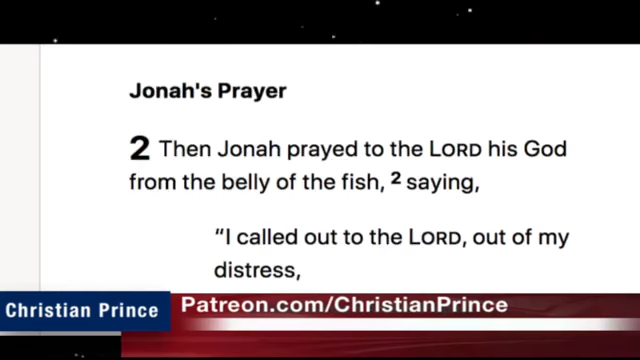 Jonah's Prayer
2 Then Jonah prayed to the LORD his God
from the belly of the fish, 2 saying,
“I called out to the LORD, out of my
distress,
Christian Prince
Patreon.com/ChristianPrince